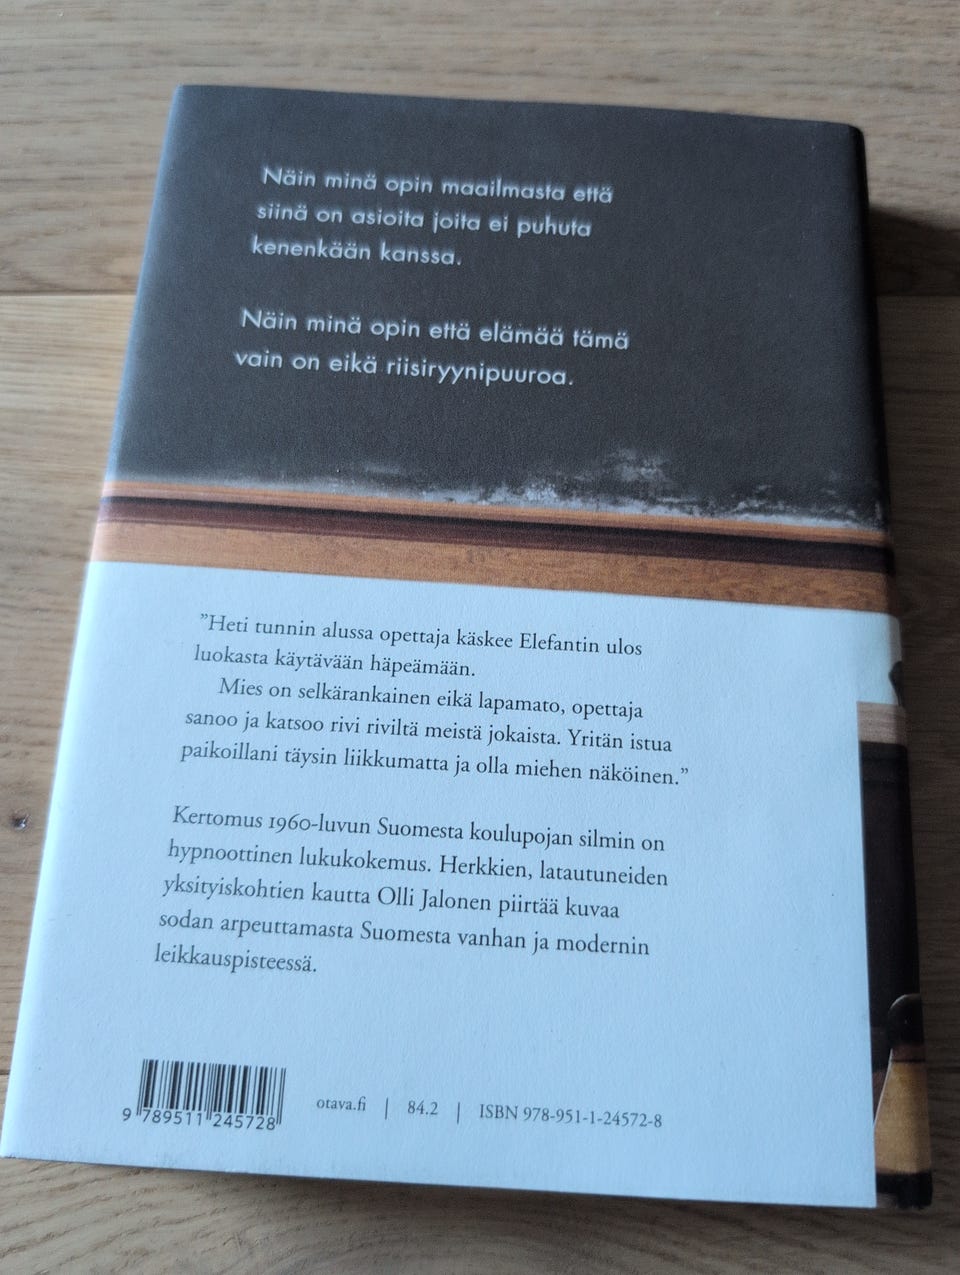 Näin minä opin maailmasta että
siinä on asioita joita ei puhuta
kenenkään kanssa.
Näin minä opin että elämää tämä
vain on eikä riisiryynipuuroa.
”Heti tunnin alussa opettaja käskee Elefantin ulos
luokasta käytävään häpeämään.
Mies on selkärankainen eikä lapamato, opettaja
sanoo ja katsoo rivi riviltä meistä jokaista. Yritän istua
paikoillani täysin liikkumatta ja olla miehen näköinen.”
Kertomus 1960-luvun Suomesta koulupojan silmin on
hypnoottinen lukukokemus. Herkkien, latautuneiden
yksityiskohtien kautta Olli Jalonen piirtää kuvaa
sodan arpeuttamasta Suomesta vanhan ja modernin
leikkauspisteessä.
9 789511 245728
otava.fi | 84.2 | ISBN 978-951-1-24572-8